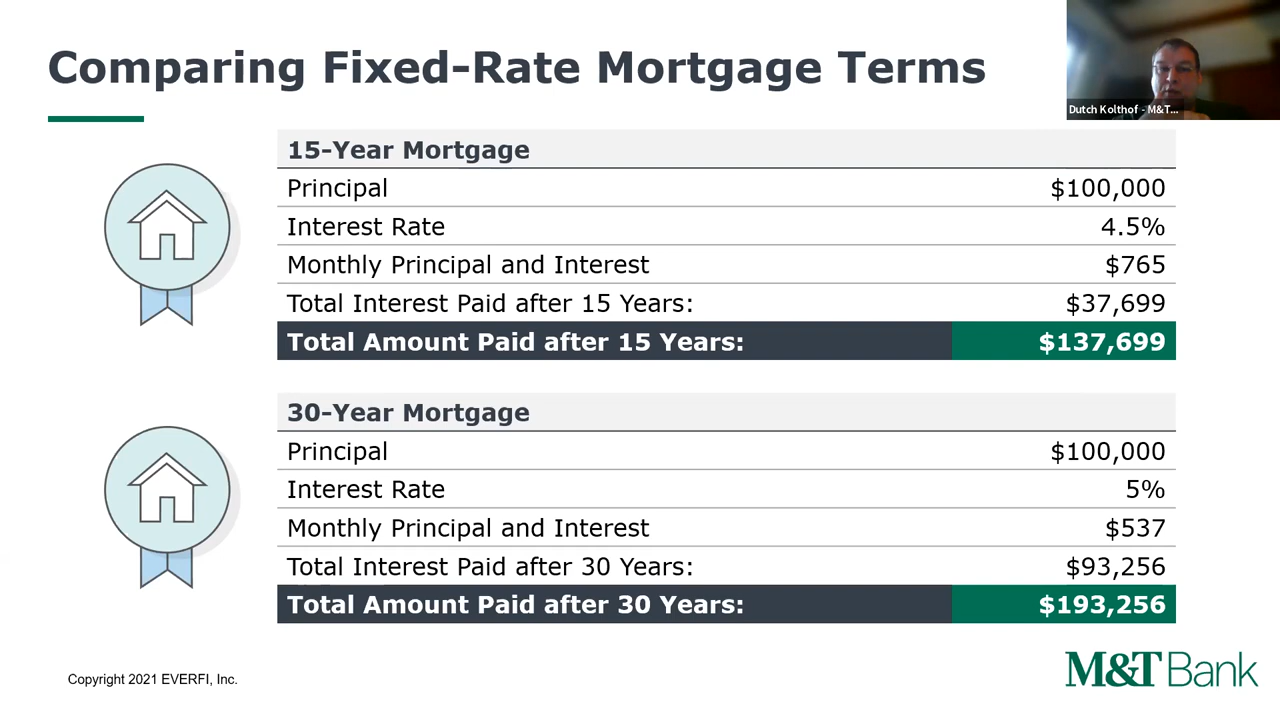 Comparing Fixed-Rate Mortgage Terms
Dutch Kolthof - M&T...
15-Year Mortgage
Principal $100,000
Interest Rate 4.5%
Monthly Principal and Interest $765
Total Interest Paid after 15 Years: $37,699
Total Amount Paid after 15 Years: $137,699
30-Year Mortgage
Principal $100,000
Interest Rate 5%
Monthly Principal and Interest $537
Total Interest Paid after 30 Years: $93,256
Total Amount Paid after 30 Years: $193,256
Copyright 2021 EVERFI, Inc.
M&T Bank